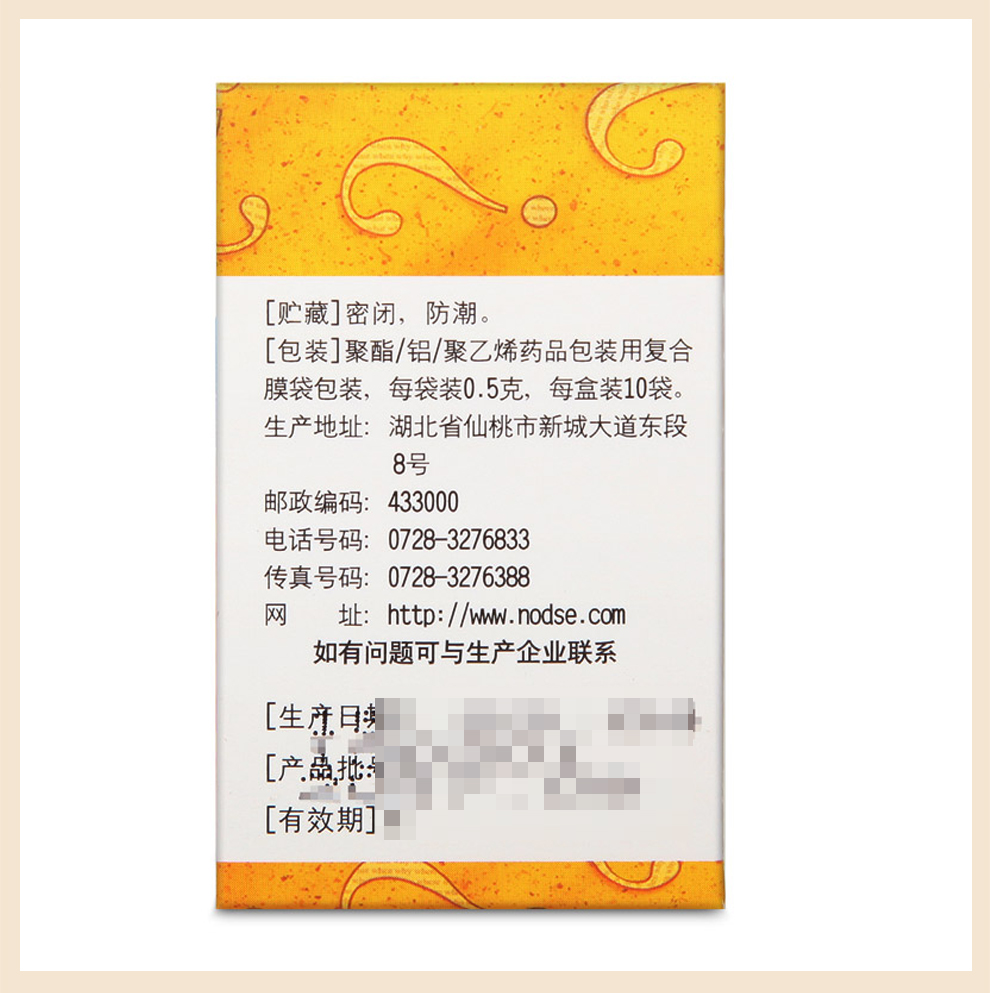 [贮藏]密闭，防潮。
[包装]聚酯/铝/聚乙烯药品包装用复合
膜袋包装，每袋装0.5克，每盒装10袋。
生产地址: 湖北省仙桃市新城大道东段
8号
邮政编码: 433000
电话号码: 0728-3276833
传真号码: 0728-3276388
网 址: http://www.nodse.com
如有问题可与生产企业联系
[生产日期
[产品批号
[有效期]